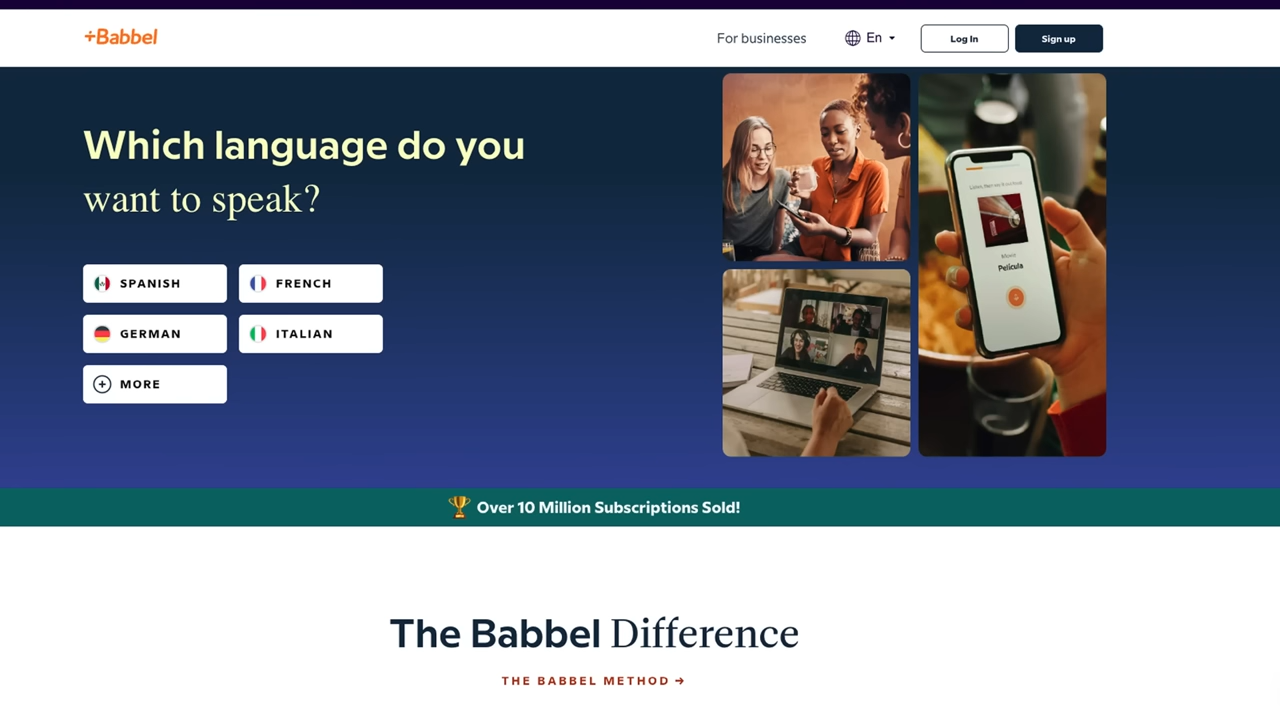 +Babbel
For businesses
En
Log In
Sign up
Which language do you
want to speak?
SPANISH
FRENCH
GERMAN
ITALIAN
MORE
Película
Over 10 Million Subscriptions Sold!
The Babbel Difference
THE BABBEL METHOD →